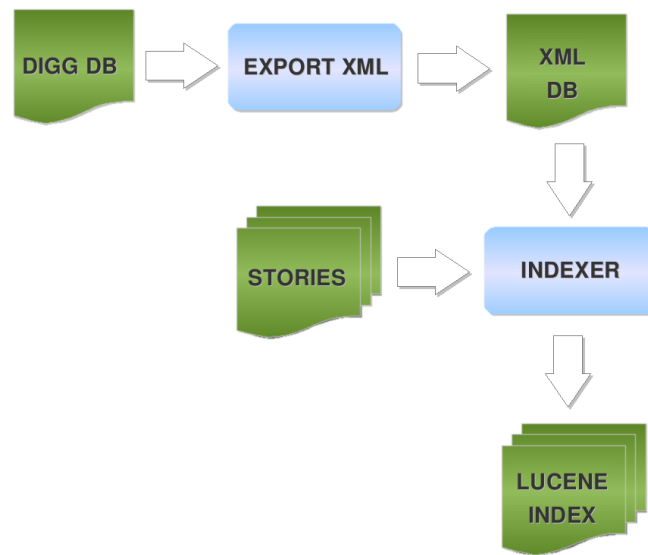 DIGG DB
EXPORT XML
XML
DB
STORIES
INDEXER
LUCENE
INDEX